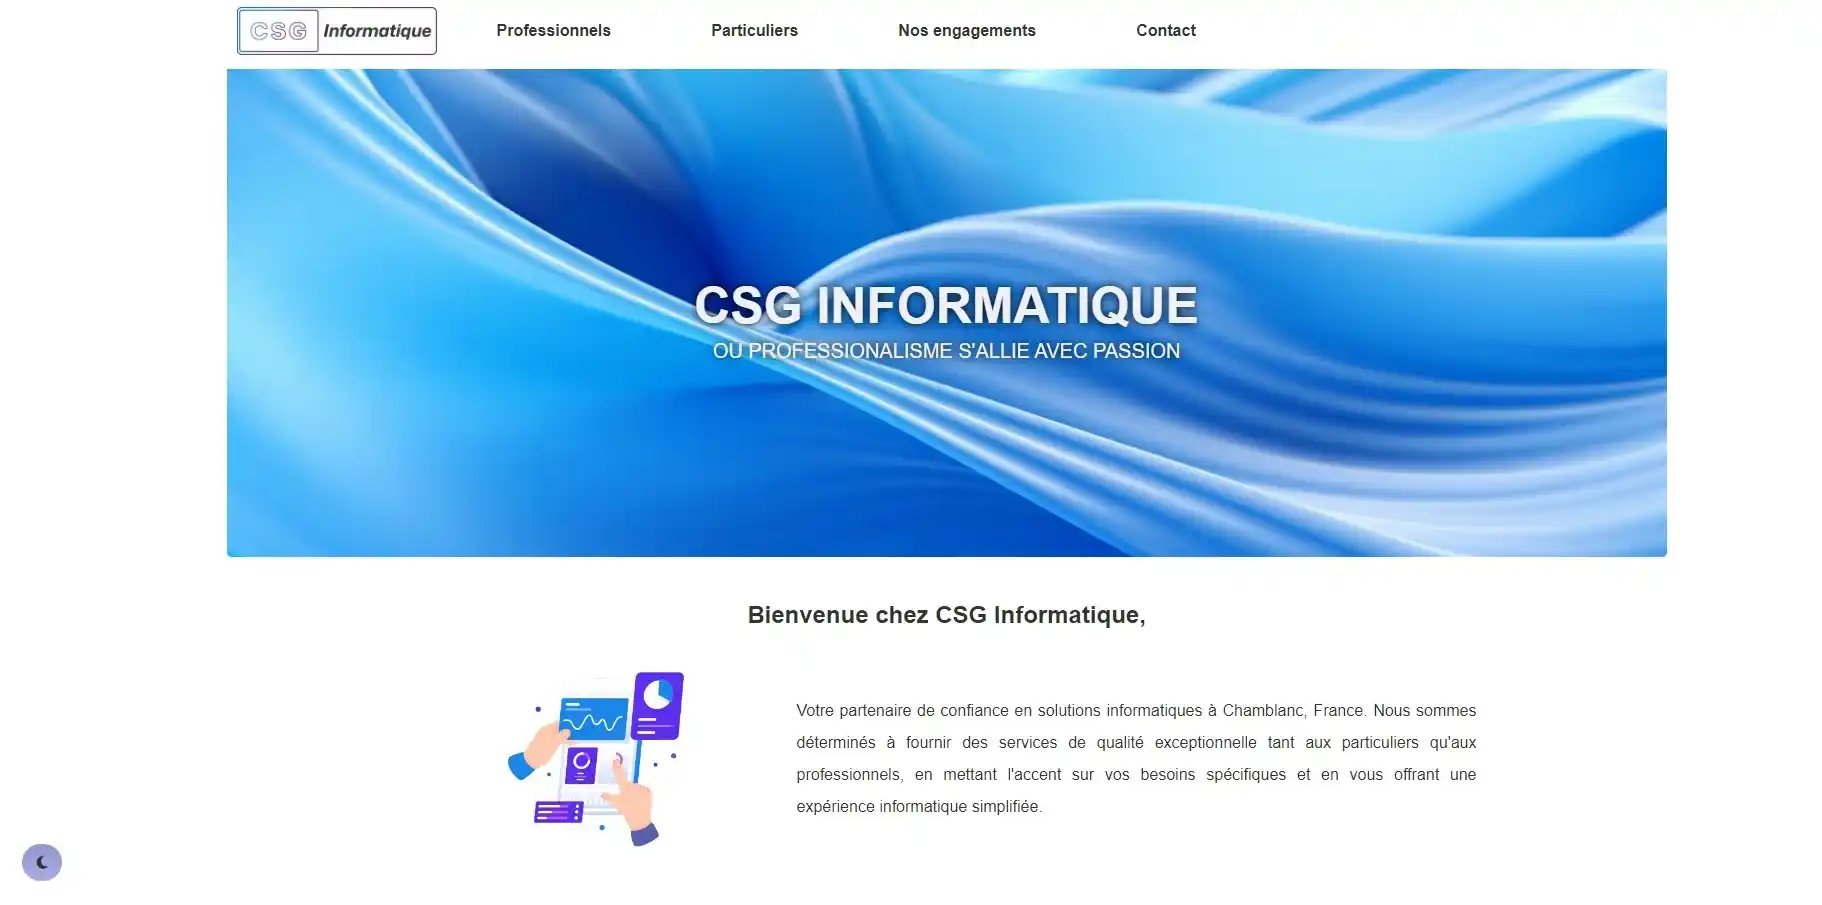 CSG Informatique
Professionnels
Particuliers
Nos engagements
Contact
CSG INFORMATIQUE
OÙ PROFESSIONALISME S'ALLIE AVEC PASSION
Bienvenue chez CSG Informatique,
Votre partenaire de confiance en solutions informatiques à Chamblanc, France. Nous sommes
déterminés à fournir des services de qualité exceptionnelle tant aux particuliers qu'aux
professionnels, en mettant l'accent sur vos besoins spécifiques et en vous offrant une
expérience informatique simplifiée.